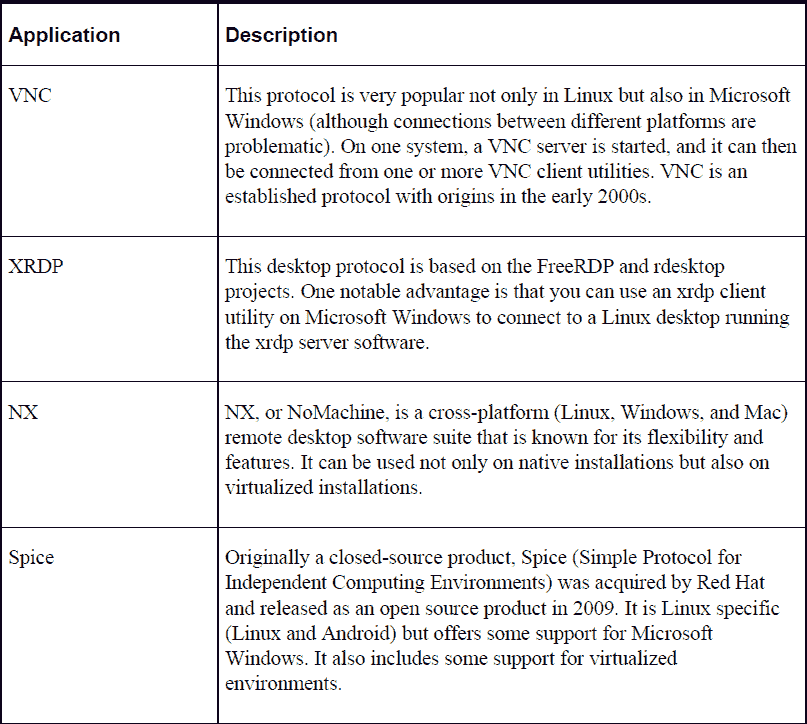 Application
Description
VNC
This protocol is very popular not only in Linux but also in Microsoft
Windows (although connections between different platforms are
problematic). On one system, a VNC server is started, and it can then
be connected from one or more VNC client utilities. VNC is an
established protocol with origins in the early 2000s.
XRDP
This desktop protocol is based on the FreeRDP and rdesktop
projects. One notable advantage is that you can use an xrdp client
utility on Microsoft Windows to connect to a Linux desktop running
the xrdp server software.
NX
NX, or NoMachine, is a cross-platform (Linux, Windows, and Mac)
remote desktop software suite that is known for its flexibility and
features. It can be used not only on native installations but also on
virtualized installations.
Spice
Originally a closed-source product, Spice (Simple Protocol for
Independent Computing Environments) was acquired by Red Hat
and released as an open source product in 2009. It is Linux specific
(Linux and Android) but offers some support for Microsoft
Windows. It also includes some support for virtualized
environments.